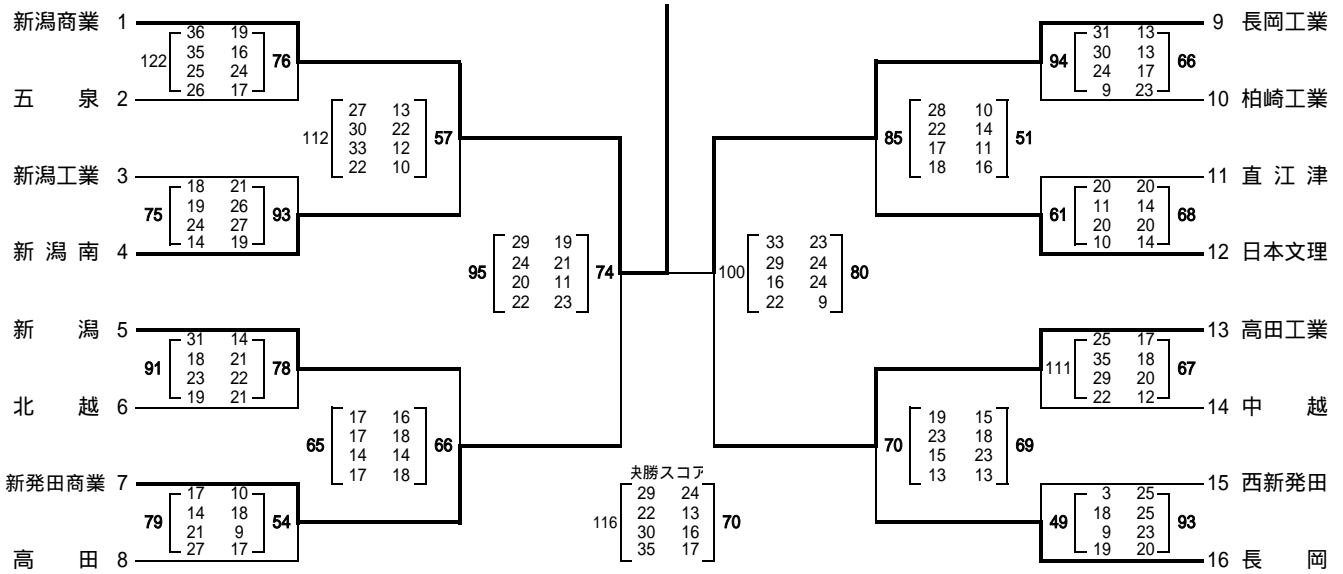 新潟商業 1
36 19
122 35 16 76
25 24
26 17
五 泉 2
27 13
112 30 22 57
33 12
22 10
新潟工業 3
18 21
75 19 26 93
24 27
14 19
新潟南 4
29 19
95 24 21 74
20 11
22 23
新 潟 5
31 14
91 18 21 78
23 22
19 21
北 越 6
17 16
65 17 18 66
14 14
17 18
新発田商業 7
17 10
79 14 18 54
21 9
27 17
高 田 8
決勝スコア
29 24
116 22 13 70
30 16
35 17
9 長岡工業
31 13
94 30 13 66
24 17
9 23
10 柏崎工業
28 10
85 22 14 51
17 11
18 16
11 直江津
20 20
61 11 14 68
20 20
10 14
12 日本文理
33 23
100 29 24 80
16 24
22 9
13 高田工業
25 17
111 35 18 67
29 20
22 12
14 中 越
19 15
70 23 18 69
15 23
13 13
15 西新発田
3 25
49 18 25 93
9 23
19 20
16 長 岡